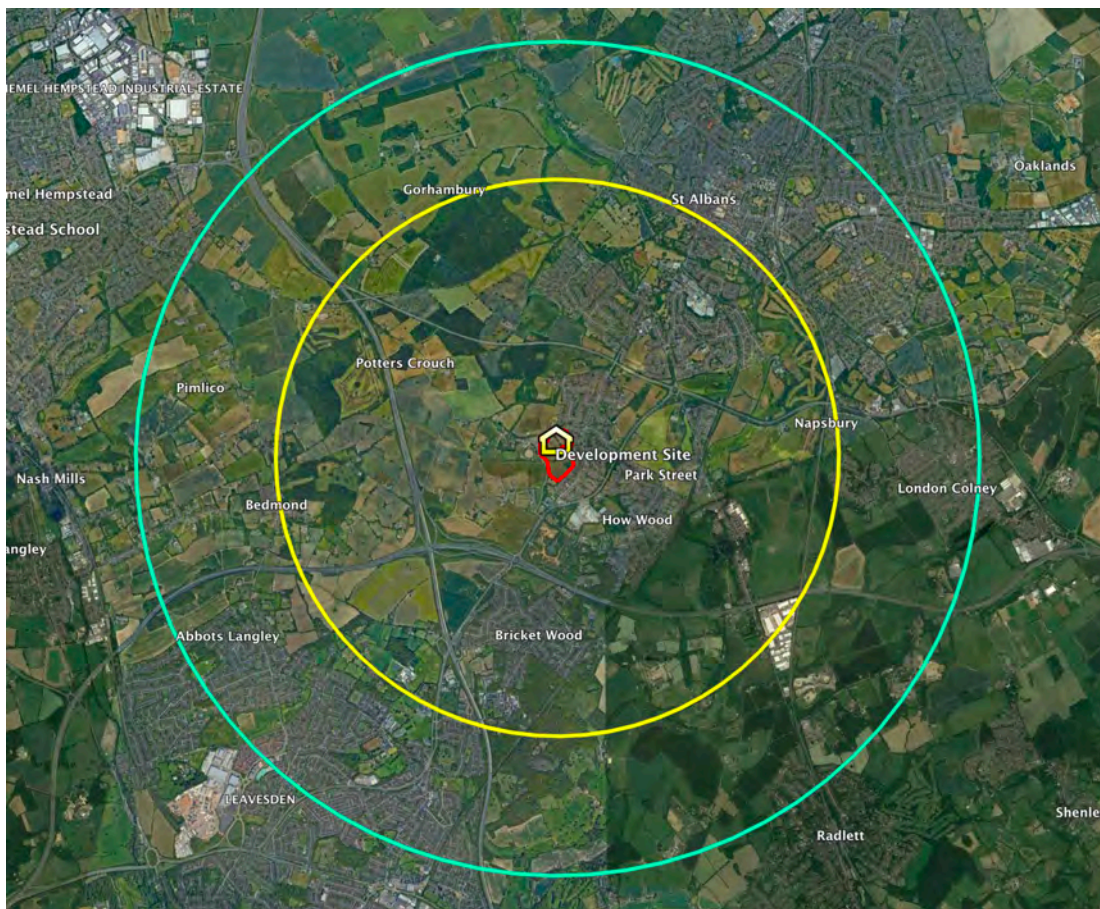 HEMEL HEMPSTEAD INDUSTRIAL ESTATE
Oaklands
mel Hempstead
Gorhambury
St Albans
stead School
Potters Crouch
Pimlico
Napsbury
Development Site
Park Street
Nash Mills
London Colney
Bedmond
How Wood
angley
Abbots Langley
Bricket Wood
LEAVESDEN
Shenle
Radlett